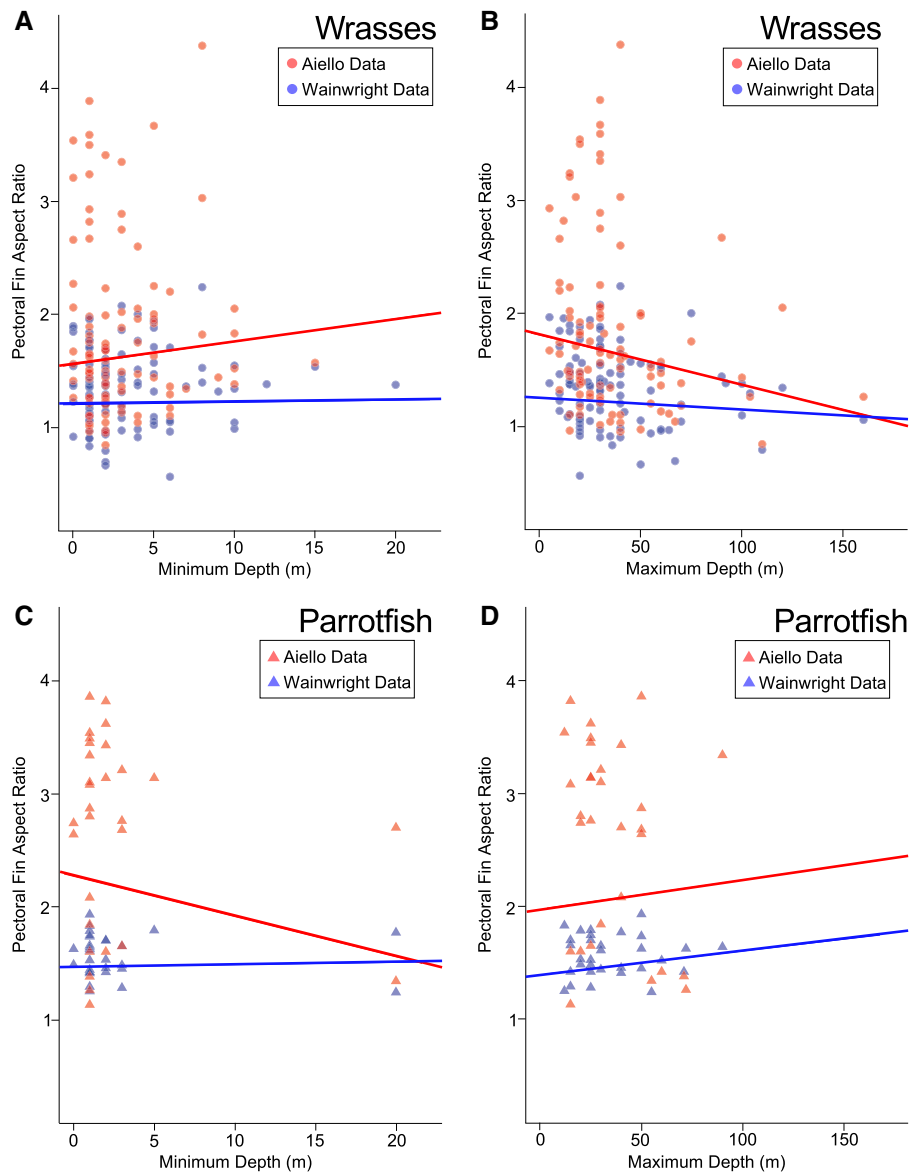 A
Wrasses
Aiello Data
Wainwright Data
Pectoral Fin Aspect Ratio
4
3
2
1
0
5
10
15
20
Minimum Depth (m)
B
Wrasses
Aiello Data
Wainwright Data
Pectoral Fin Aspect Ratio
4
3
2
1
0
50
100
150
Maximum Depth (m)
C
Parrotfish
Aiello Data
Wainwright Data
Pectoral Fin Aspect Ratio
4
3
2
1
0
5
10
15
20
Minimum Depth (m)
D
Parrotfish
Aiello Data
Wainwright Data
Pectoral Fin Aspect Ratio
4
3
2
1
0
50
100
150
Maximum Depth (m)